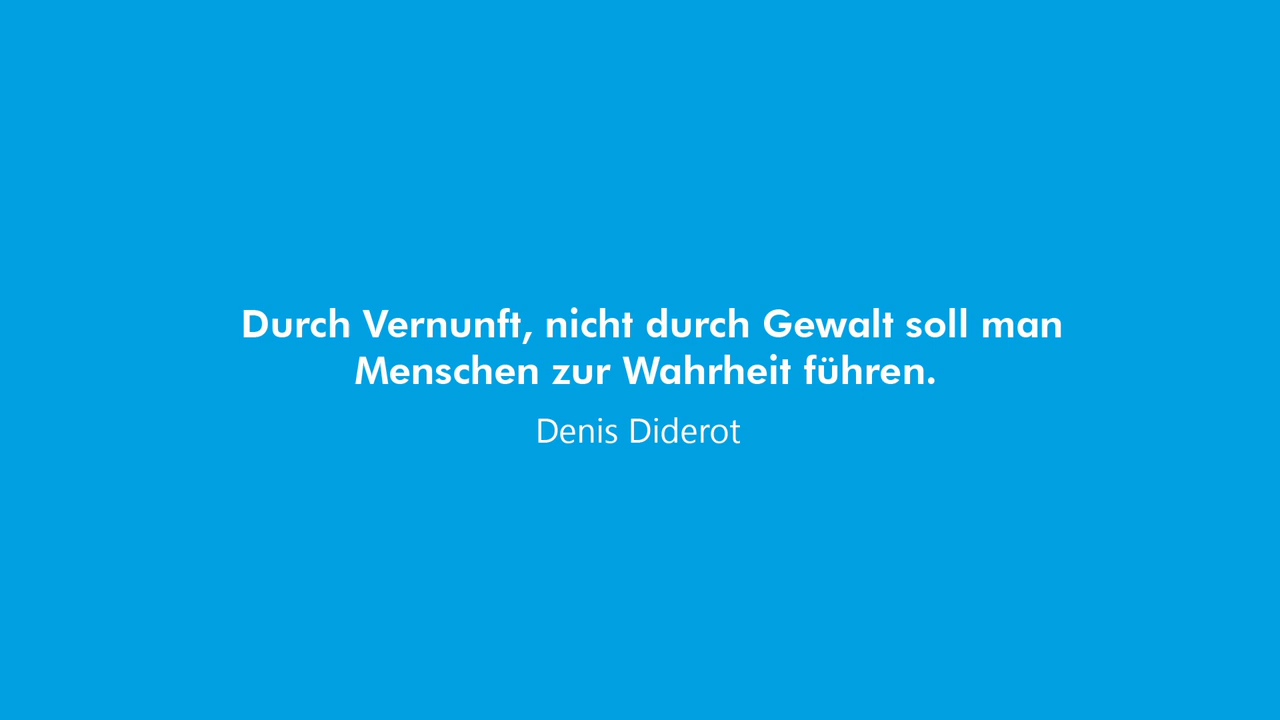 Durch Vernunft, nicht durch Gewalt soll man
Menschen zur Wahrheit führen.
Denis Diderot